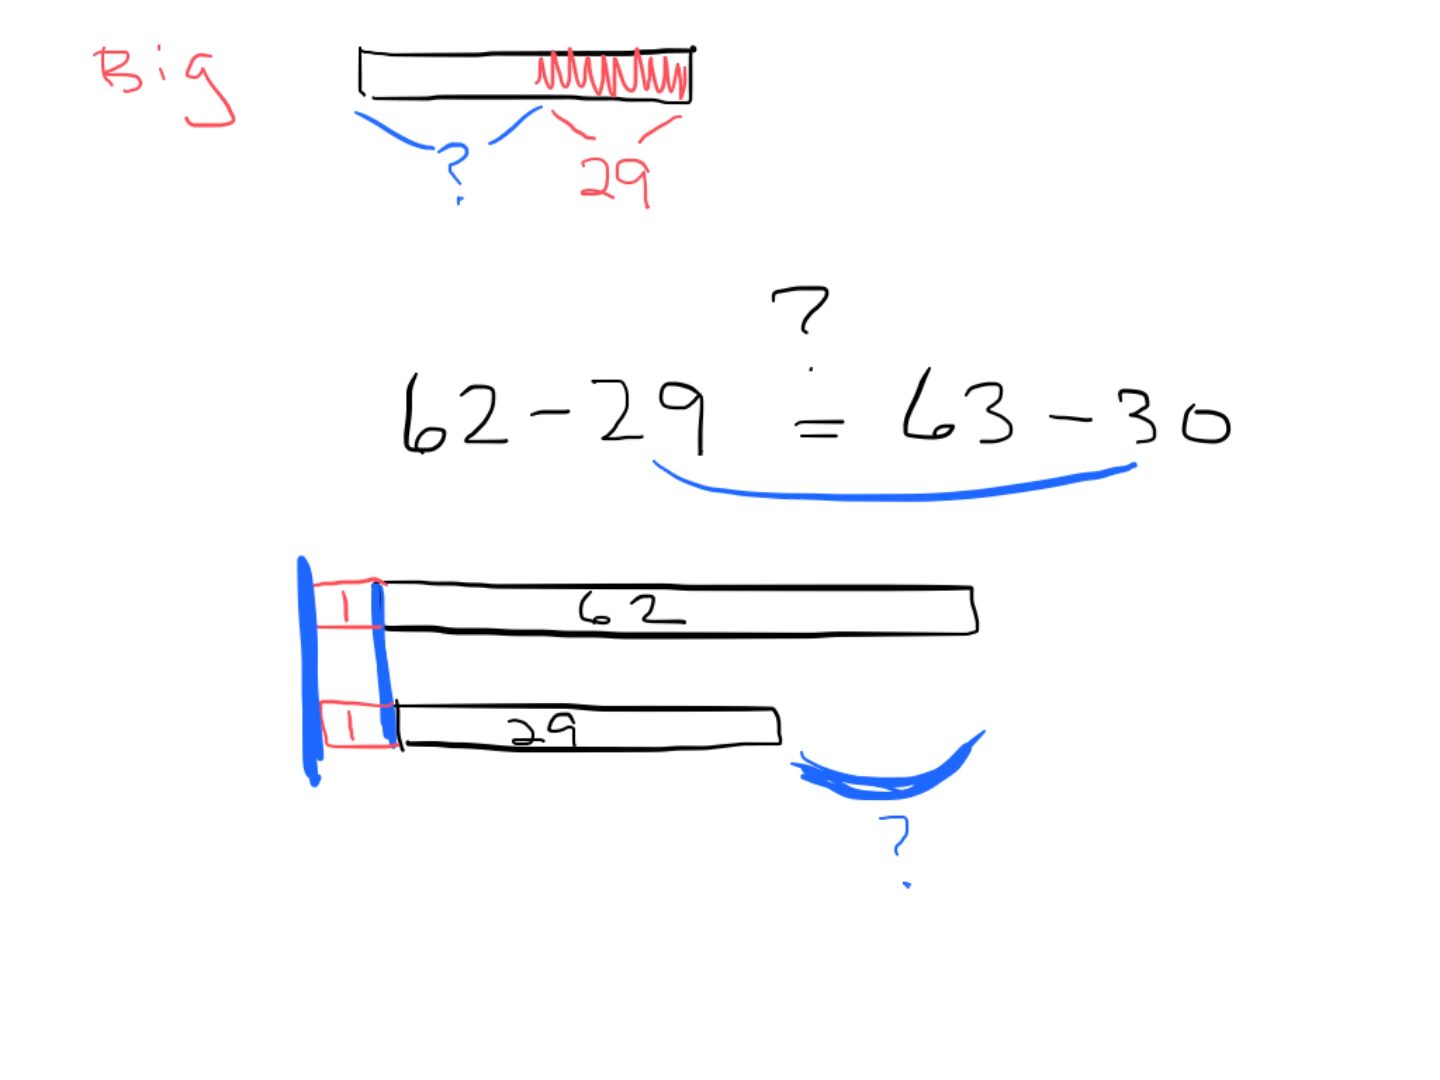 Big
? 29
?
62-29 = 63-30
1 62
1 29
?